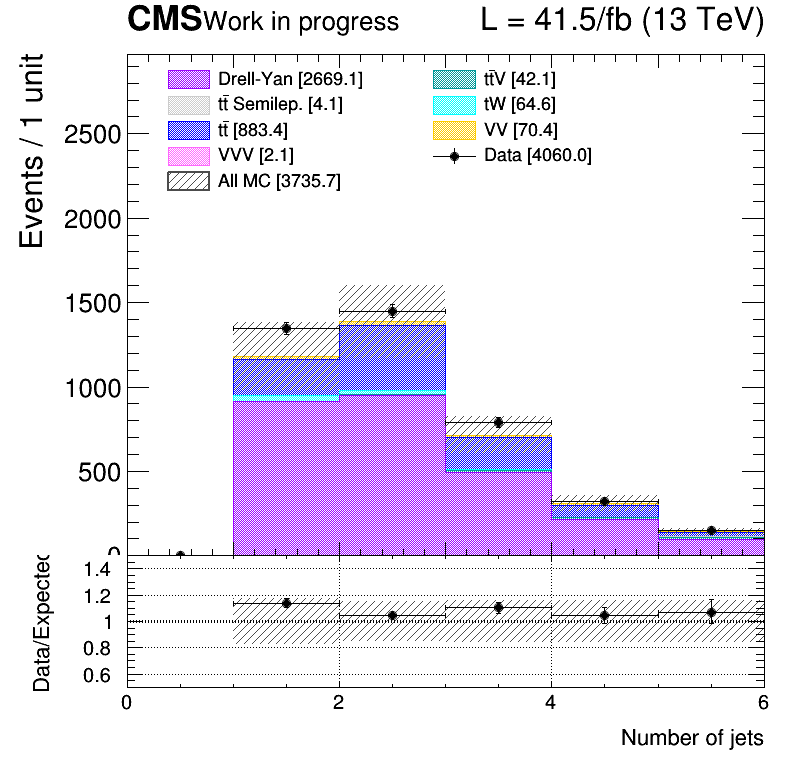 CMS Work in progress L = 41.5/fb (13 TeV)
Events / 1 unit
Drell-Yan [2669.1]
tt̄ Semilep. [4.1]
tt̄ [883.4]
VVV [2.1]
All MC [3735.7]
tt̄V [42.1]
tW [64.6]
VV [70.4]
Data [4060.0]
2500
2000
1500
1000
500
0
Data/Expected
1.4
1.2
1
0.8
0.6
0 2 4 6
Number of jets